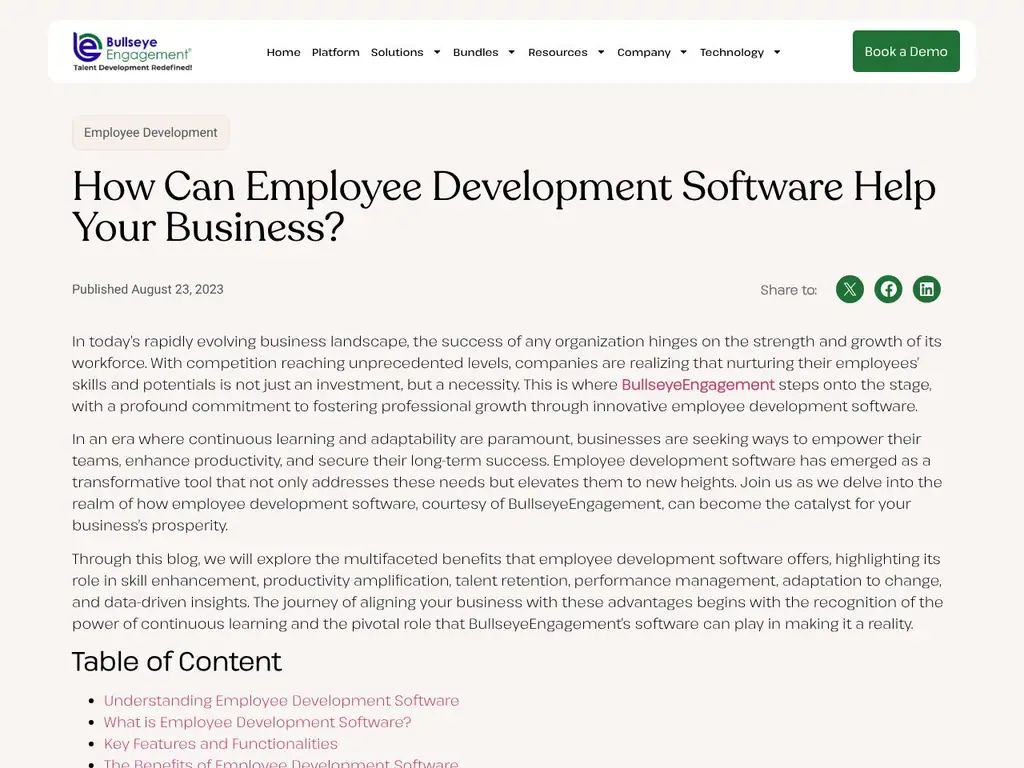 Bullseye
Engagement®
Talent Development Redefined!
Home Platform Solutions Bundles Resources Company Technology
Book a Demo
Employee Development
How Can Employee Development Software Help
Your Business?
Published August 23, 2023
Share to:
In today's rapidly evolving business landscape, the success of any organization hinges on the strength and growth of its
workforce. With competition reaching unprecedented levels, companies are realizing that nurturing their employees'
skills and potentials is not just an investment, but a necessity. This is where BullseyeEngagement steps onto the stage,
with a profound commitment to fostering professional growth through innovative employee development software.
In an era where continuous learning and adaptability are paramount, businesses are seeking ways to empower their
teams, enhance productivity, and secure their long-term success. Employee development software has emerged as a
transformative tool that not only addresses these needs but elevates them to new heights. Join us as we delve into the
realm of how employee development software, courtesy of BullseyeEngagement, can become the catalyst for your
business's prosperity.
Through this blog, we will explore the multifaceted benefits that employee development software offers, highlighting its
role in skill enhancement, productivity amplification, talent retention, performance management, adaptation to change,
and data-driven insights. The journey of aligning your business with these advantages begins with the recognition of the
power of continuous learning and the pivotal role that BullseyeEngagement's software can play in making it a reality.
Table of Content
Understanding Employee Development Software
What is Employee Development Software?
Key Features and Functionalities
The Benefits of Employee Development Software